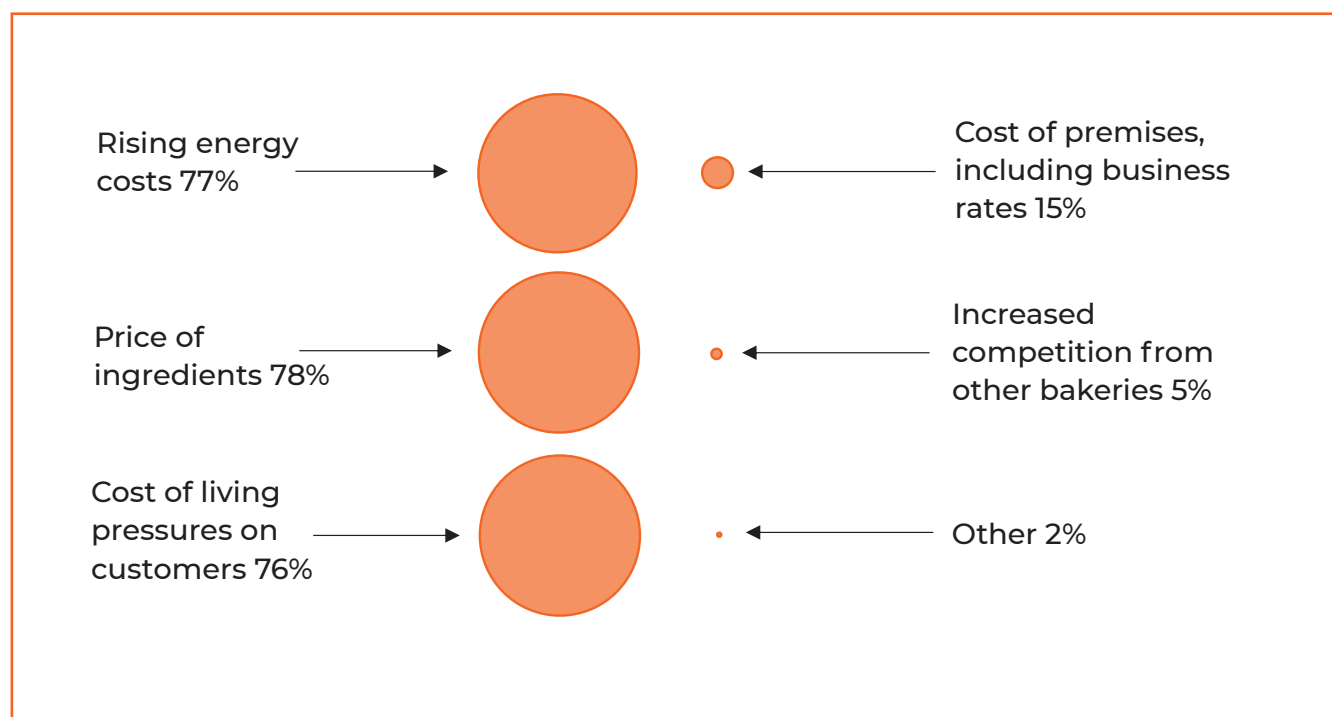 Rising energy
costs 77%
Price of
ingredients 78%
Cost of living
pressures on
customers 76%
Cost of premises,
including business
rates 15%
Increased
competition from
other bakeries 5%
Other 2%